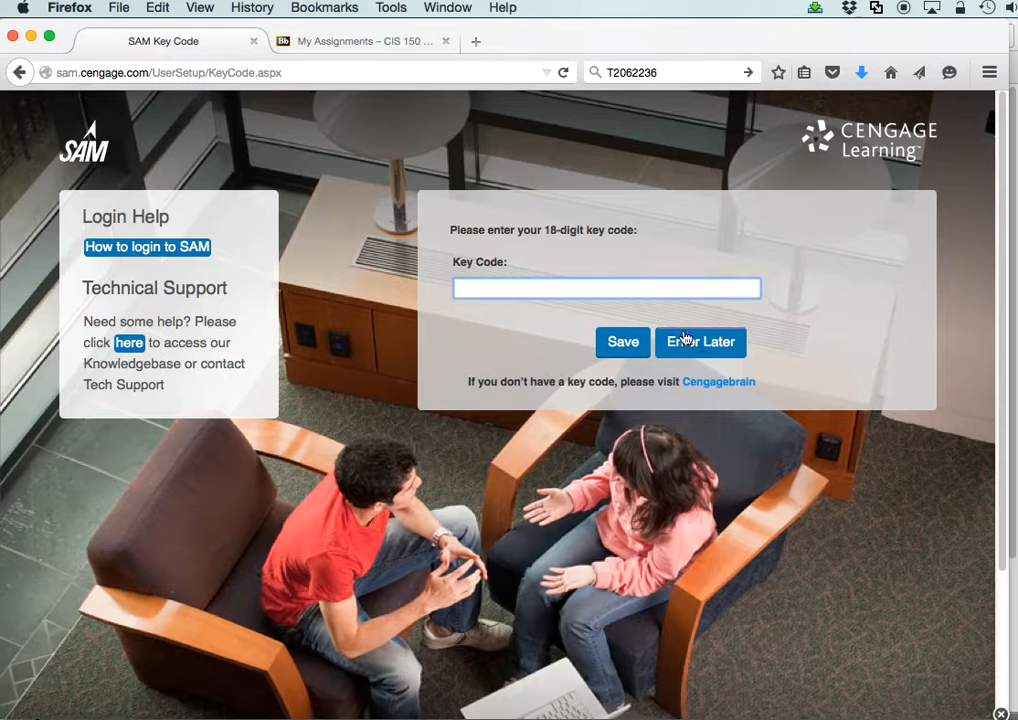 Firefox File Edit View History Bookmarks Tools Window Help
SAM Key Code
My Assignments – CIS 150 ...
sam.cengage.com/UserSetup/KeyCode.aspx
T2062236
SAM
CENGAGE
Learning™
Login Help
How to login to SAM
Technical Support
Need some help? Please
click here to access our
Knowledgebase or contact
Tech Support
Please enter your 18-digit key code:
Key Code:
Save
Enter Later
If you don't have a key code, please visit Cengagebrain